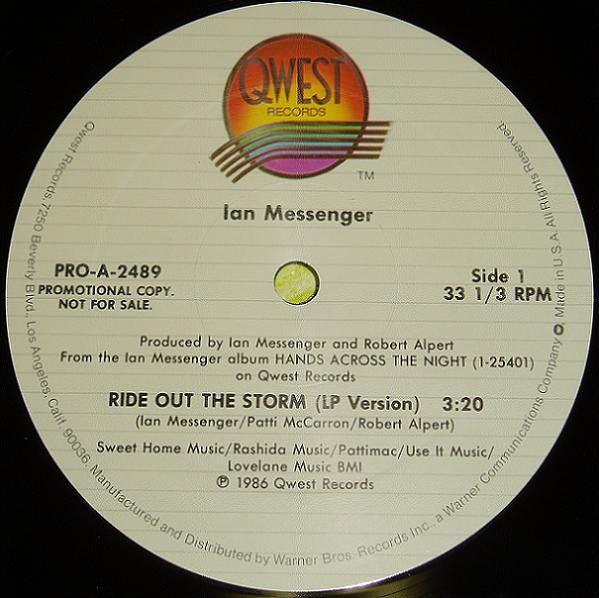 QWEST
RECORDS
TM
Ian Messenger
PRO-A-2489
PROMOTIONAL COPY.
NOT FOR SALE.
Side 1
33 1/3 RPM
Produced by Ian Messenger and Robert Alpert
From the Ian Messenger album HANDS ACROSS THE NIGHT (1-25401)
on Qwest Records
RIDE OUT THE STORM (LP Version) 3:20
(Ian Messenger/Patti McCarron/Robert Alpert)
Sweet Home Music/Rashida Music/Pattimac/Use It Music/
Lovelane Music BMI
℗ 1986 Qwest Records
Qwest Records, 7250 Beverly Blvd., Los Angeles, Calif. 90036. Manufactured and Distributed by Warner Bros. Records Inc., a Warner Communications Company. Made in U.S.A. All Rights Reserved.